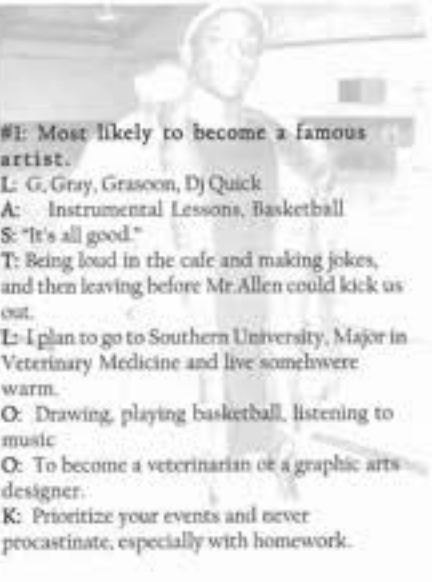 #1: Most likely to become a famous
artist.
L: G, Gray, Grasoon, Dj Quick
A: Instrumental Lessons, Basketball
S: "It's all good."
T: Being loud in the cafe and making jokes,
and then leaving before Mr. Allen could kick us
out.
L: I plan to go to Southern University, Major in
Veterinary Medicine and live somehwere
warm.
O: Drawing, playing basketball, listening to
music
O: To become a veterinarian or a graphic arts
designer.
K: Prioritize your events and never
procastinate, especially with homework.